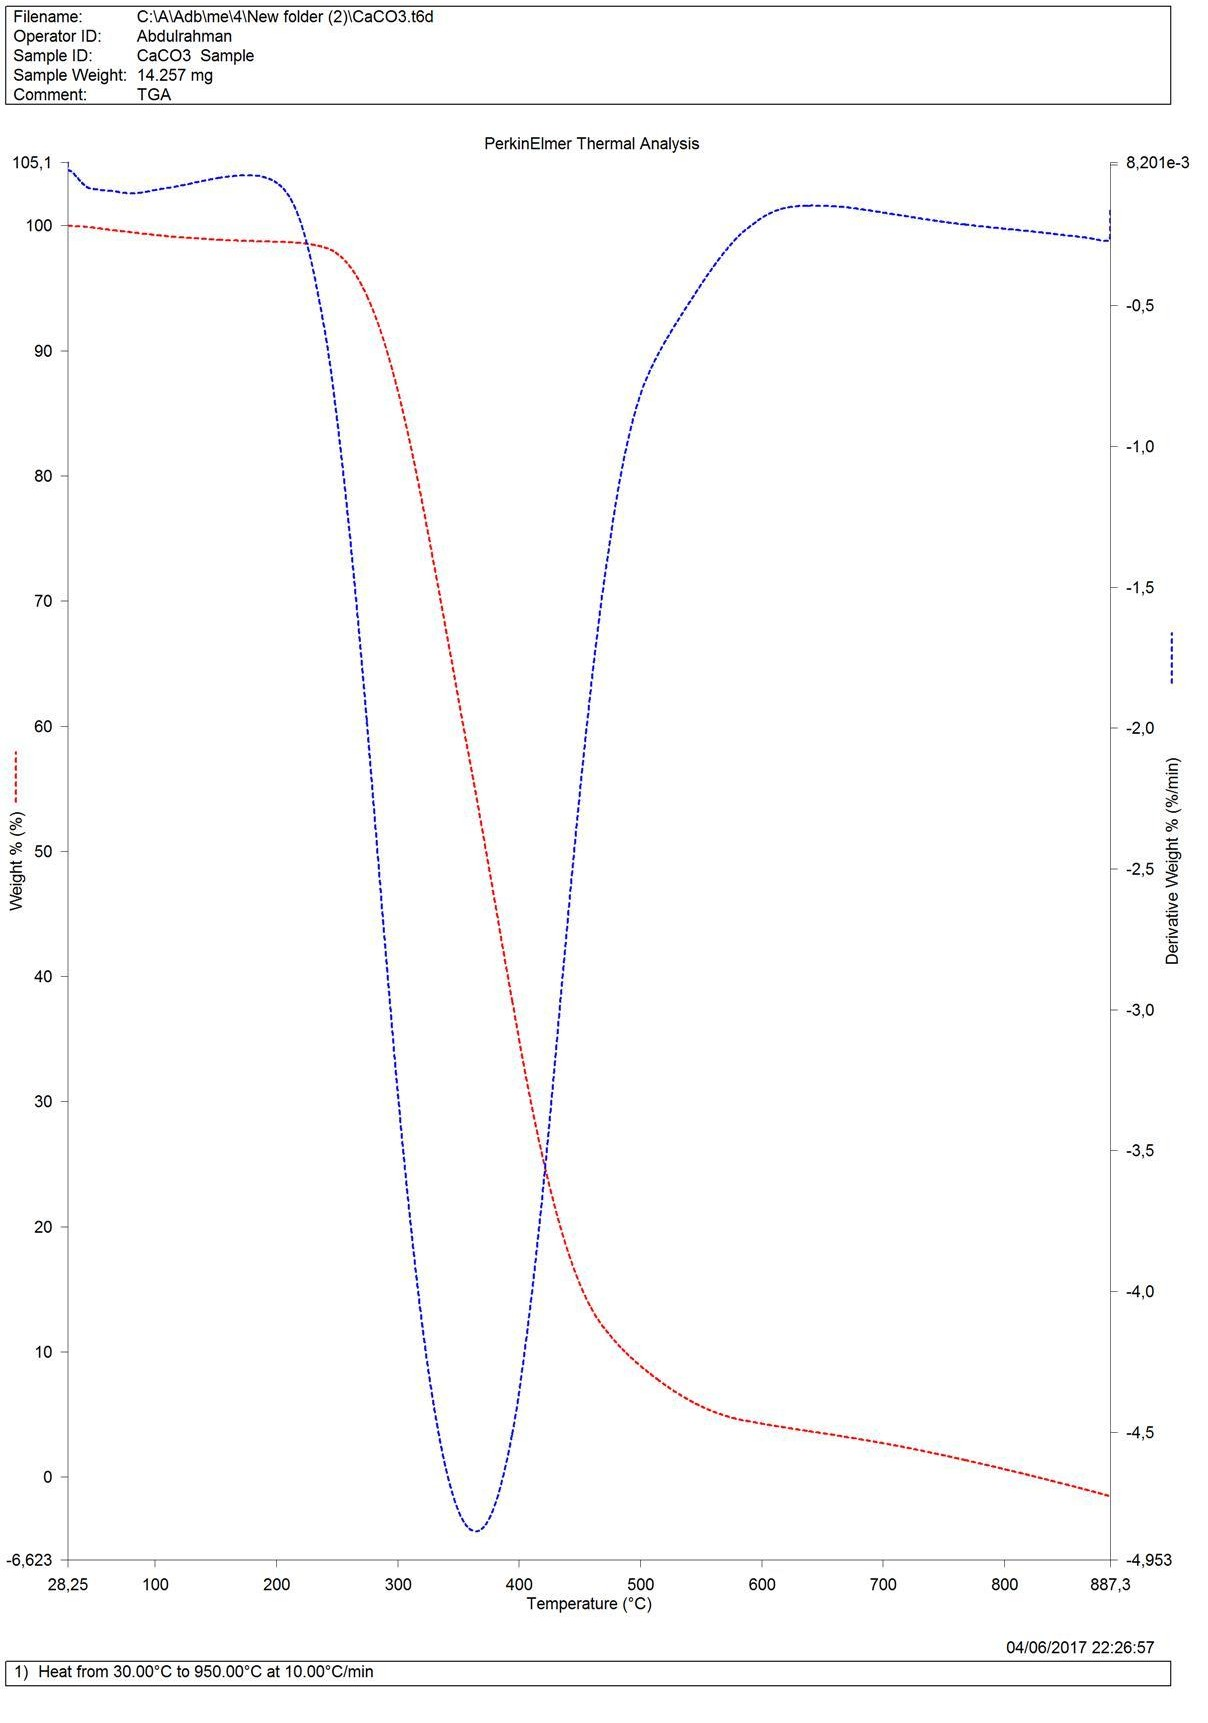 Filename: C:\A\Adb\me\4\New folder (2)\CaCO3.t6d
Operator ID: Abdulrahman
Sample ID: CaCO3  Sample
Sample Weight: 14.257 mg
Comment: TGA
PerkinElmer Thermal Analysis
105,1
100
90
80
70
60
50
40
30
20
10
0
-6,623
Weight % (%)
8,201e-3
-0,5
-1,0
-1,5
-2,0
-2,5
-3,0
-3,5
-4,0
-4,5
-4,953
Derivative Weight % (%/min)
28,25 100 200 300 400 500 600 700 800 887,3
Temperature (°C)
04/06/2017 22:26:57
1) Heat from 30.00°C to 950.00°C at 10.00°C/min